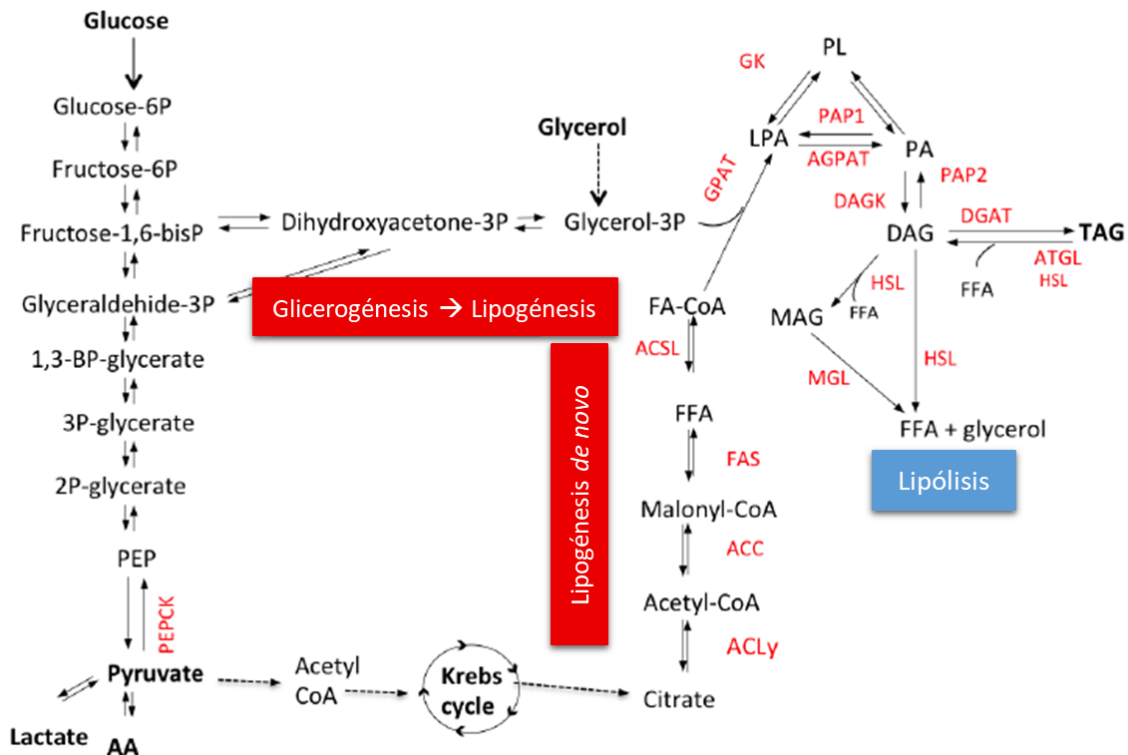 Glucose
Glucose-6P
Fructose-6P
Fructose-1,6-bisP
Glyceraldehide-3P
1,3-BP-glycerate
3P-glycerate
2P-glycerate
PEP
PEPCK
Pyruvate
Lactate
AA
Acetyl
CoA
Krebs
cycle
Citrate
ACLy
Acetyl-CoA
ACC
Malonyl-CoA
FAS
FFA
ACSL
FA-CoA
Dihydroxyacetone-3P
Glycerol
Glycerol-3P
GPAT
Glicerogénesis → Lipogénesis
Lipogénesis de novo
GK
PL
LPA
PAP1
AGPAT
PA
DAGK
PAP2
DAG
DGAT
TAG
ATGL
HSL
FFA
HSL
FFA
MAG
MGL
HSL
FFA + glycerol
Lipólisis